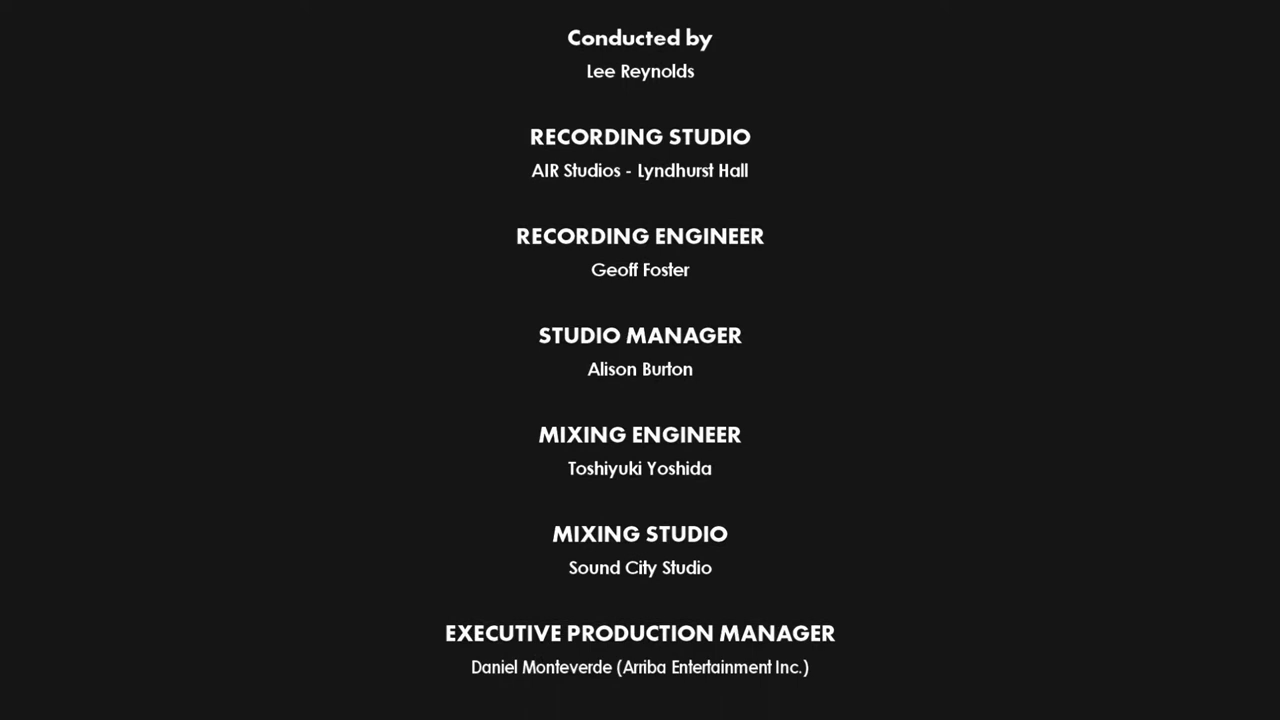 Conducted by
Lee Reynolds
RECORDING STUDIO
AIR Studios - Lyndhurst Hall
RECORDING ENGINEER
Geoff Foster
STUDIO MANAGER
Alison Burton
MIXING ENGINEER
Toshiyuki Yoshida
MIXING STUDIO
Sound City Studio
EXECUTIVE PRODUCTION MANAGER
Daniel Monteverde (Arriba Entertainment Inc.)